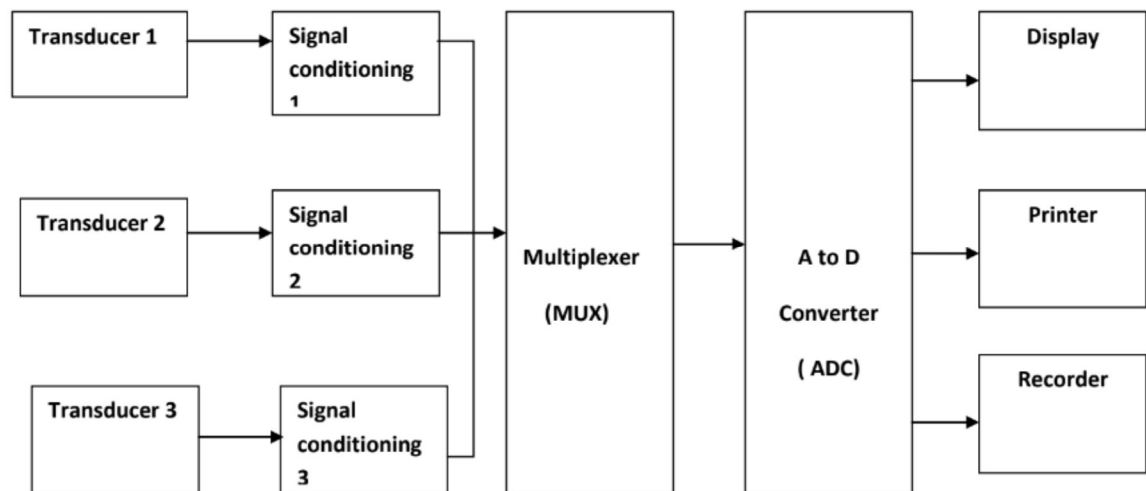 Transducer 1
Signal
conditioning
1
Display
Transducer 2
Signal
conditioning
2
Multiplexer
(MUX)
A to D
Converter
( ADC)
Printer
Transducer 3
Signal
conditioning
3
Recorder